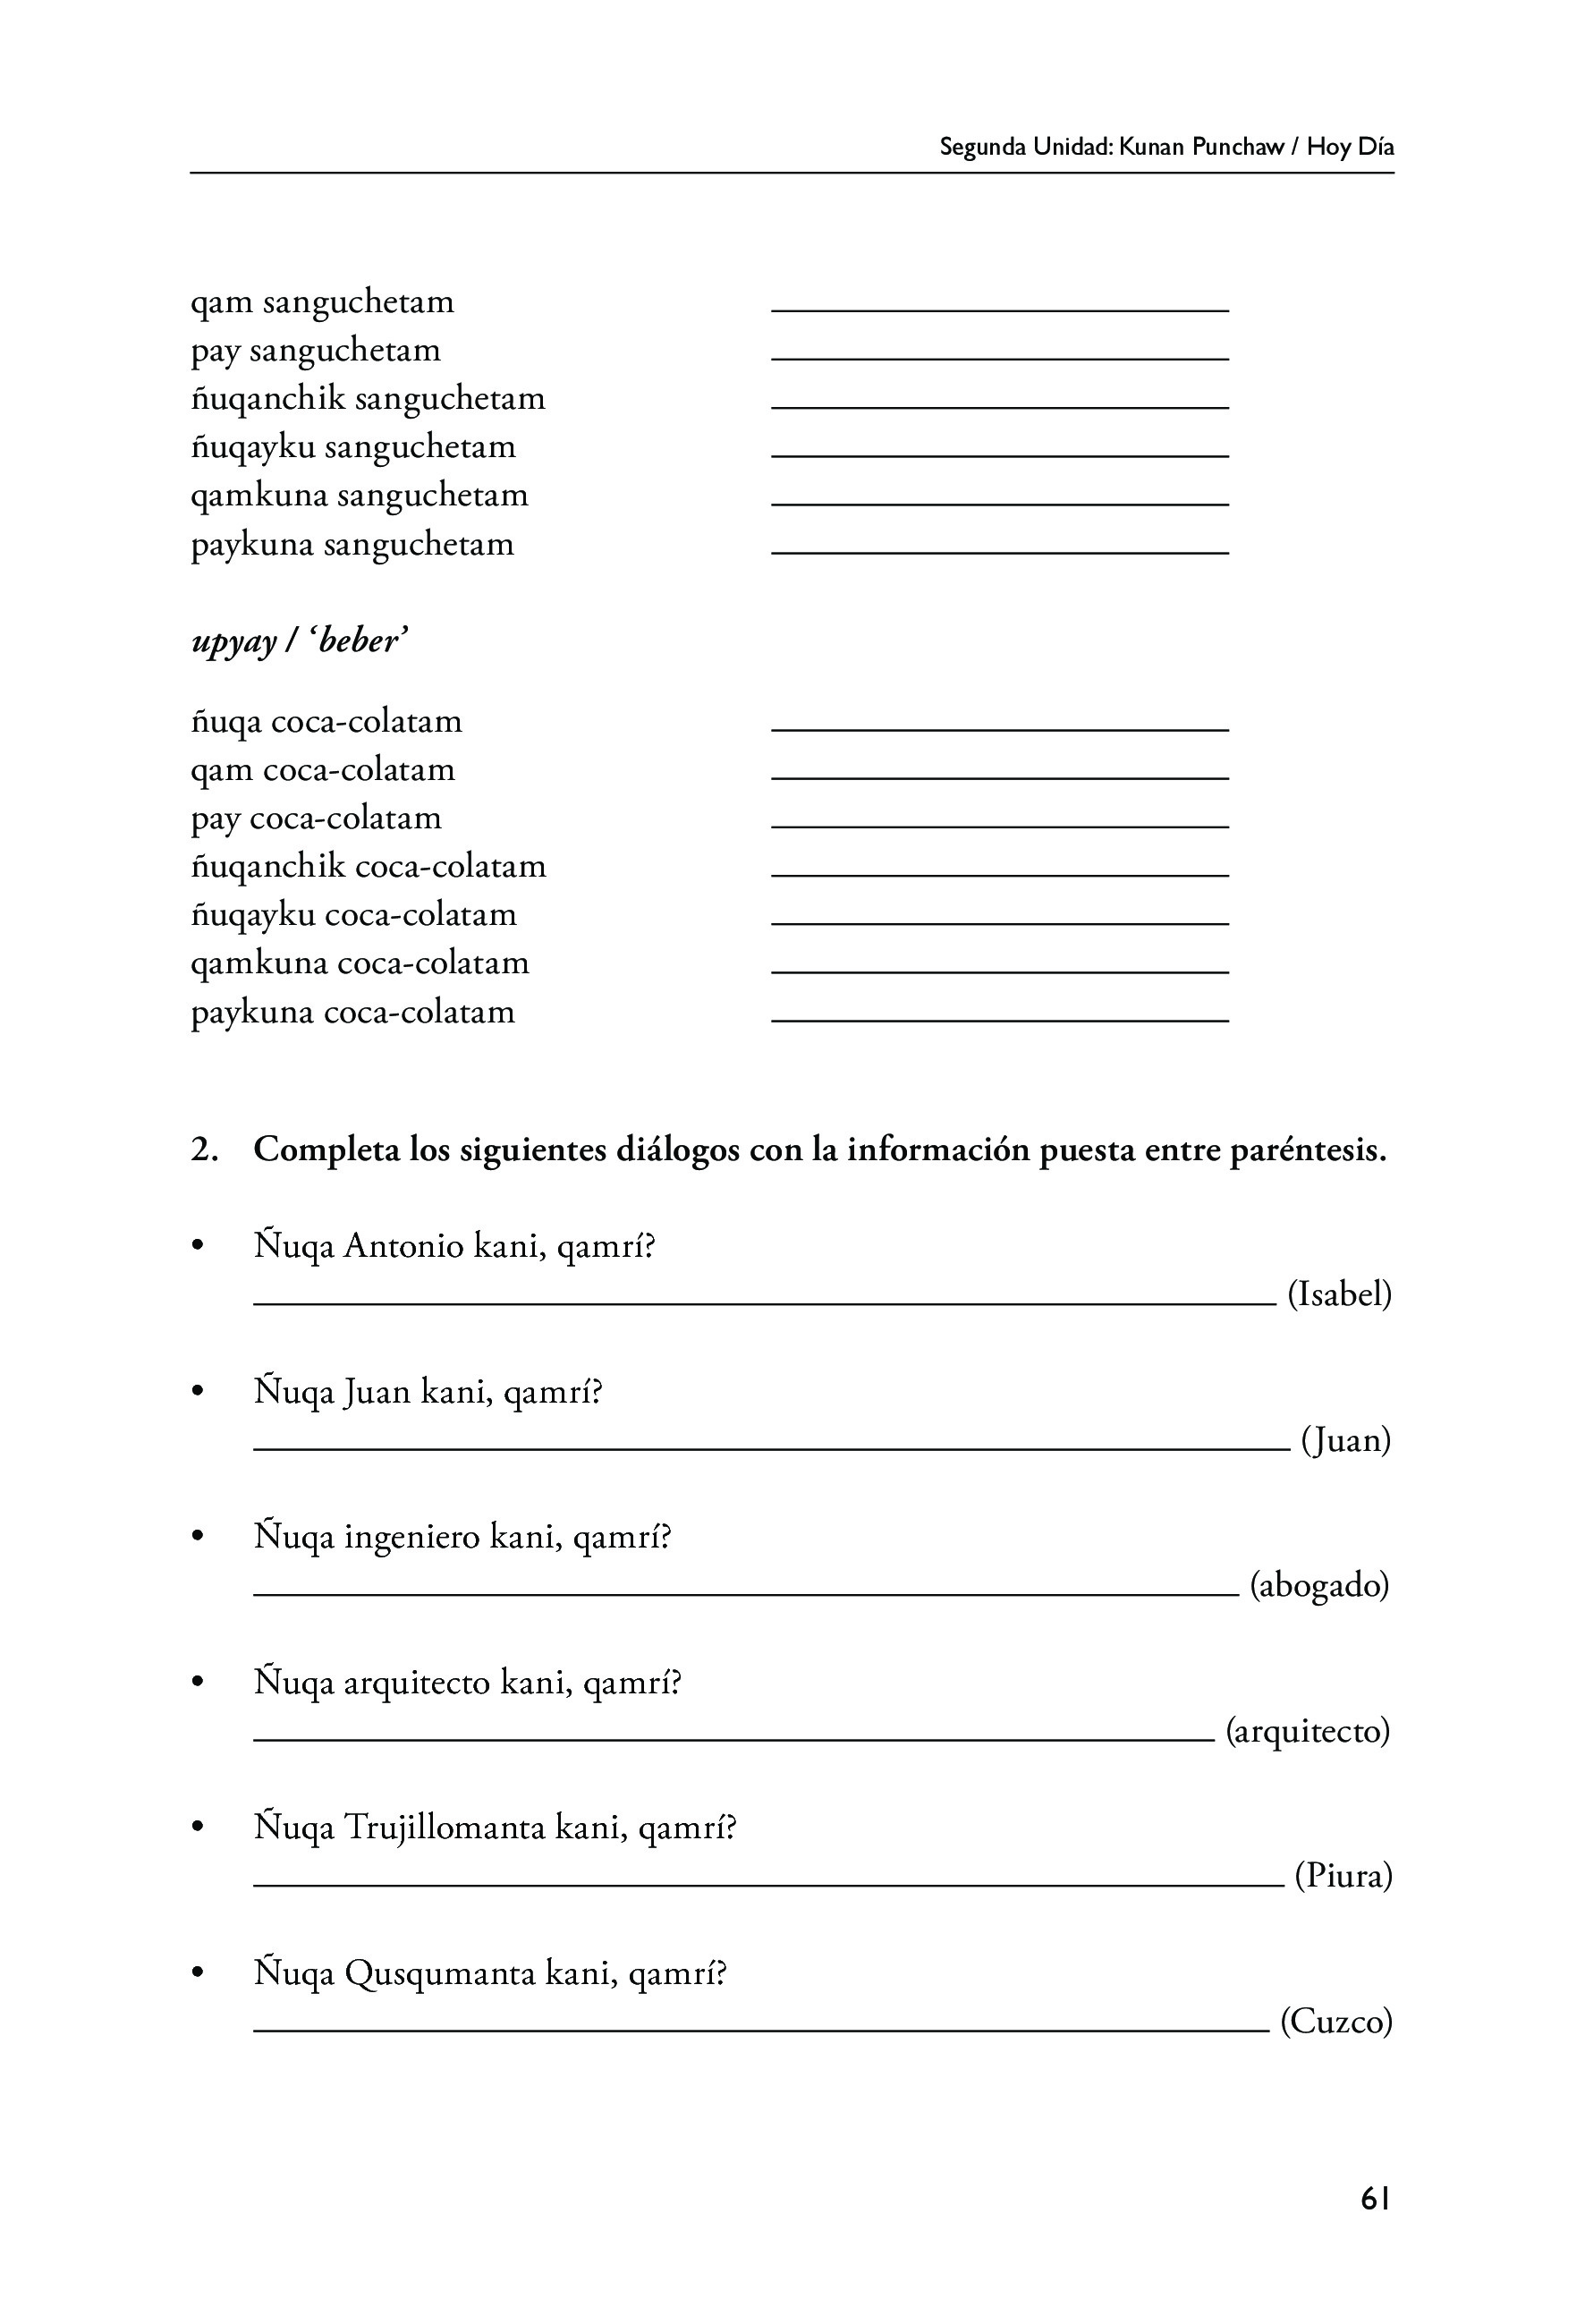 Segunda Unidad: Kunan Punchaw / Hoy Día
qam sanguchetam
pay sanguchetam
ñuqanchik sanguchetam
ñuqayku sanguchetam
qamkuna sanguchetam
paykuna sanguchetam
upyay / ‘beber’
ñuqa coca-colatam
qam coca-colatam
pay coca-colatam
ñuqanchik coca-colatam
ñuqayku coca-colatam
qamkuna coca-colatam
paykuna coca-colatam
2. Completa los siguientes diálogos con la información puesta entre paréntesis.
• Ñuqa Antonio kani, qamrí?
(Isabel)
• Ñuqa Juan kani, qamrí?
(Juan)
• Ñuqa ingeniero kani, qamrí?
(abogado)
• Ñuqa arquitecto kani, qamrí?
(arquitecto)
• Ñuqa Trujillomanta kani, qamrí?
(Piura)
• Ñuqa Qusqumanta kani, qamrí?
(Cuzco)
61